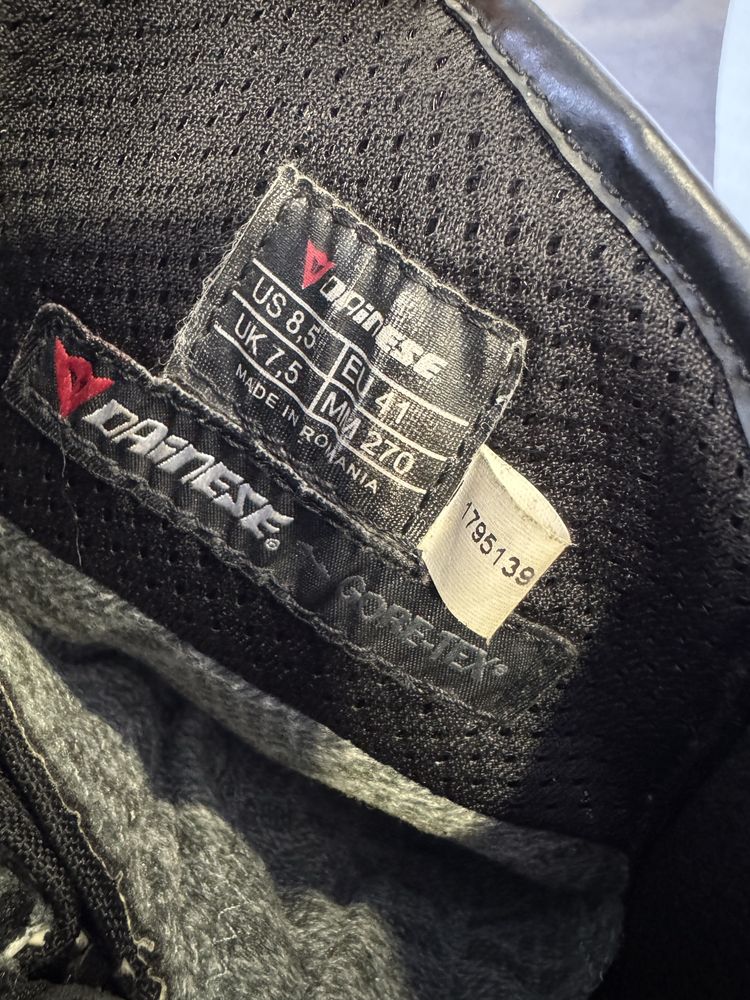 DAINESE
US 8,5 EU 41
UK 7,5 MM 270
MADE IN ROMANIA
DAINESE®
GORE-TEX®
1795139